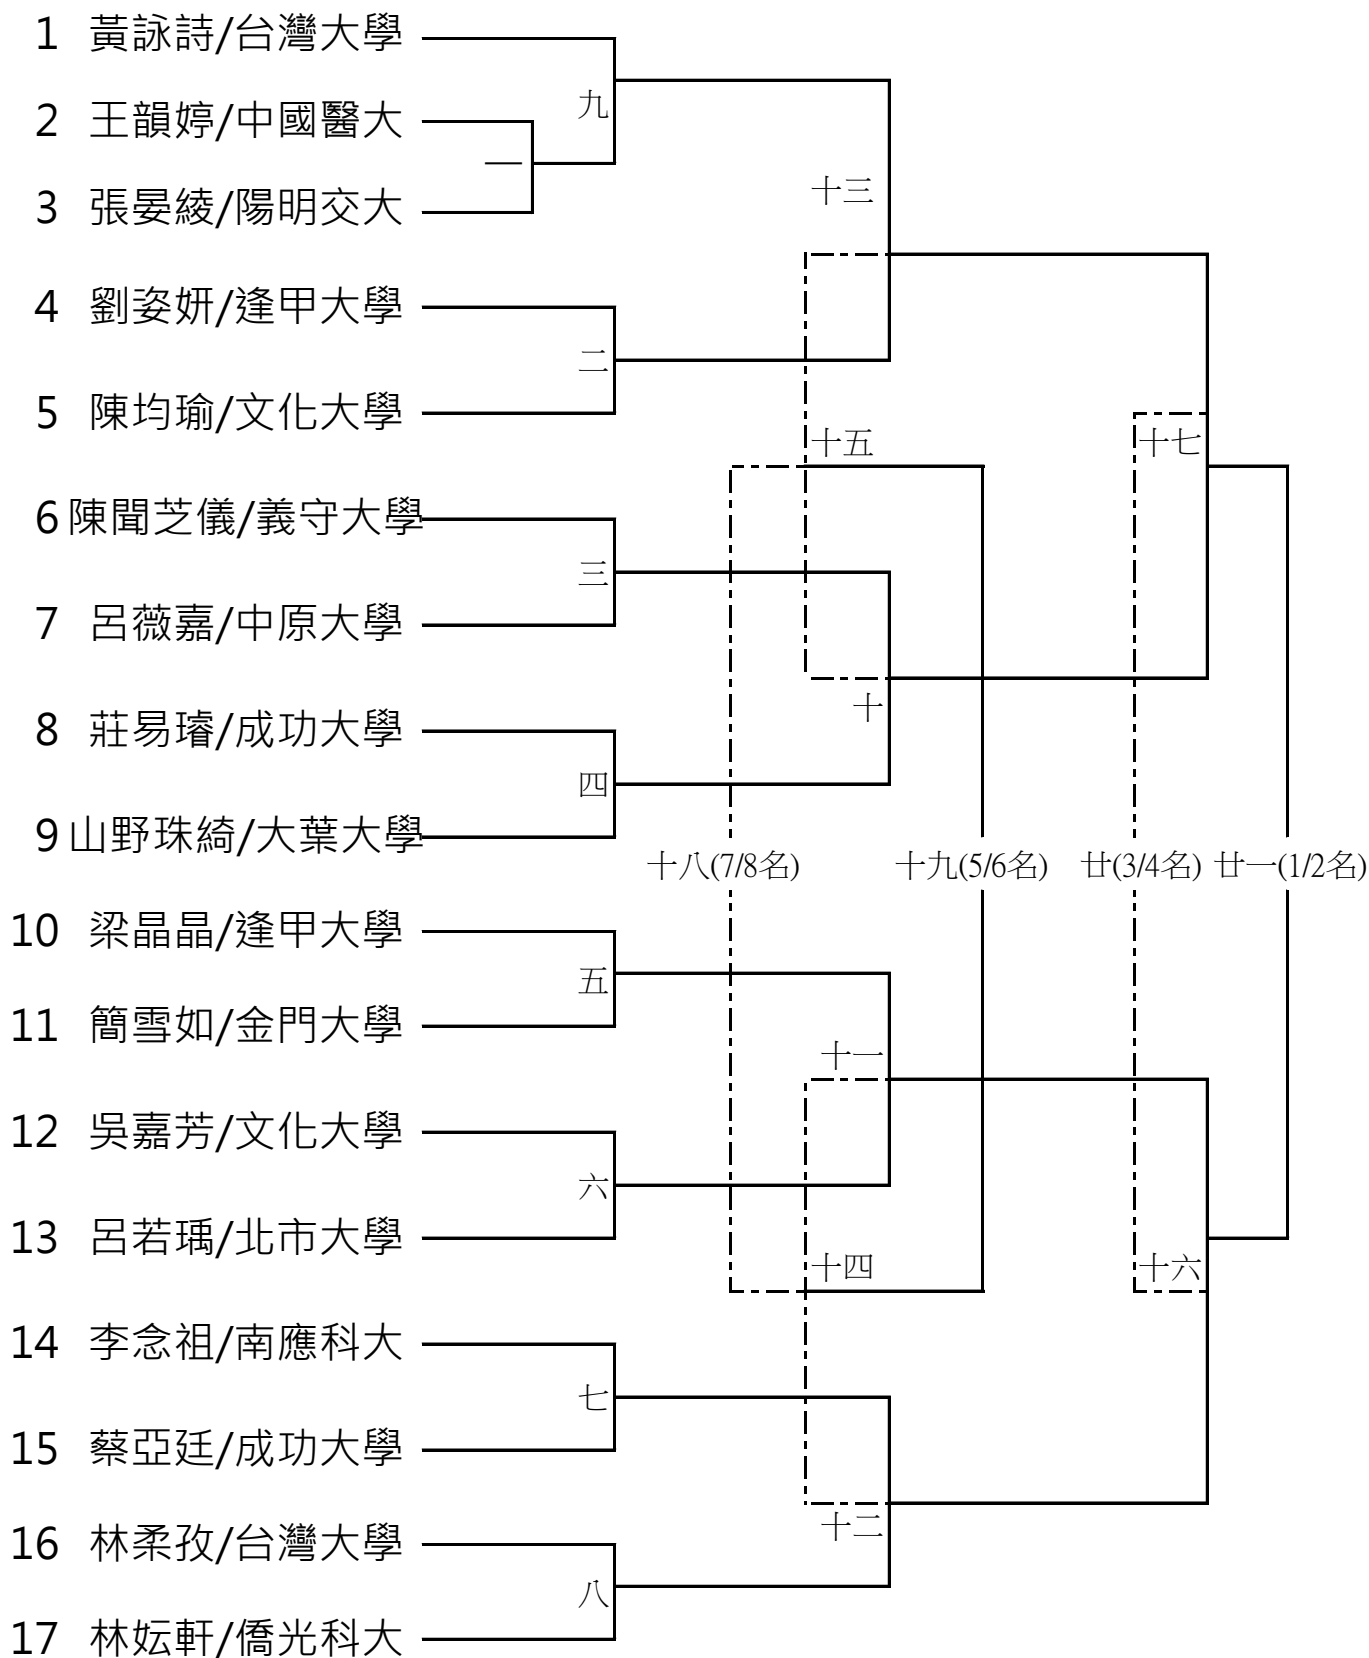 1 黃詠詩/台灣大學
九
2 王韻婷/中國醫大
一
3 張晏綾/陽明交大
十三
4 劉姿妍/逢甲大學
二
5 陳均瑜/文化大學
十五
十七
6 陳聞芝儀/義守大學
三
7 呂薇嘉/中原大學
十
8 莊易璿/成功大學
四
9 山野珠綺/大葉大學
十八(7/8名) 十九(5/6名) 廿(3/4名) 廿一(1/2名)
10 梁晶晶/逢甲大學
五
11 簡雪如/金門大學
十一
12 吳嘉芳/文化大學
六
13 呂若瑀/北市大學
十四
十六
14 李念祖/南應科大
七
15 蔡亞廷/成功大學
十二
16 林柔孜/台灣大學
八
17 林妘軒/僑光科大